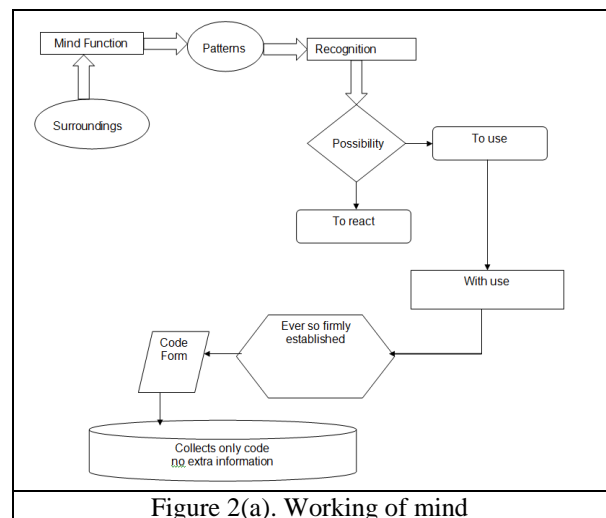 Mind Function
Patterns
Recognition
Surroundings
Possibility
To use
To react
With use
Ever so firmly
established
Code
Form
Collects only code
no extra information
Figure 2(a). Working of mind